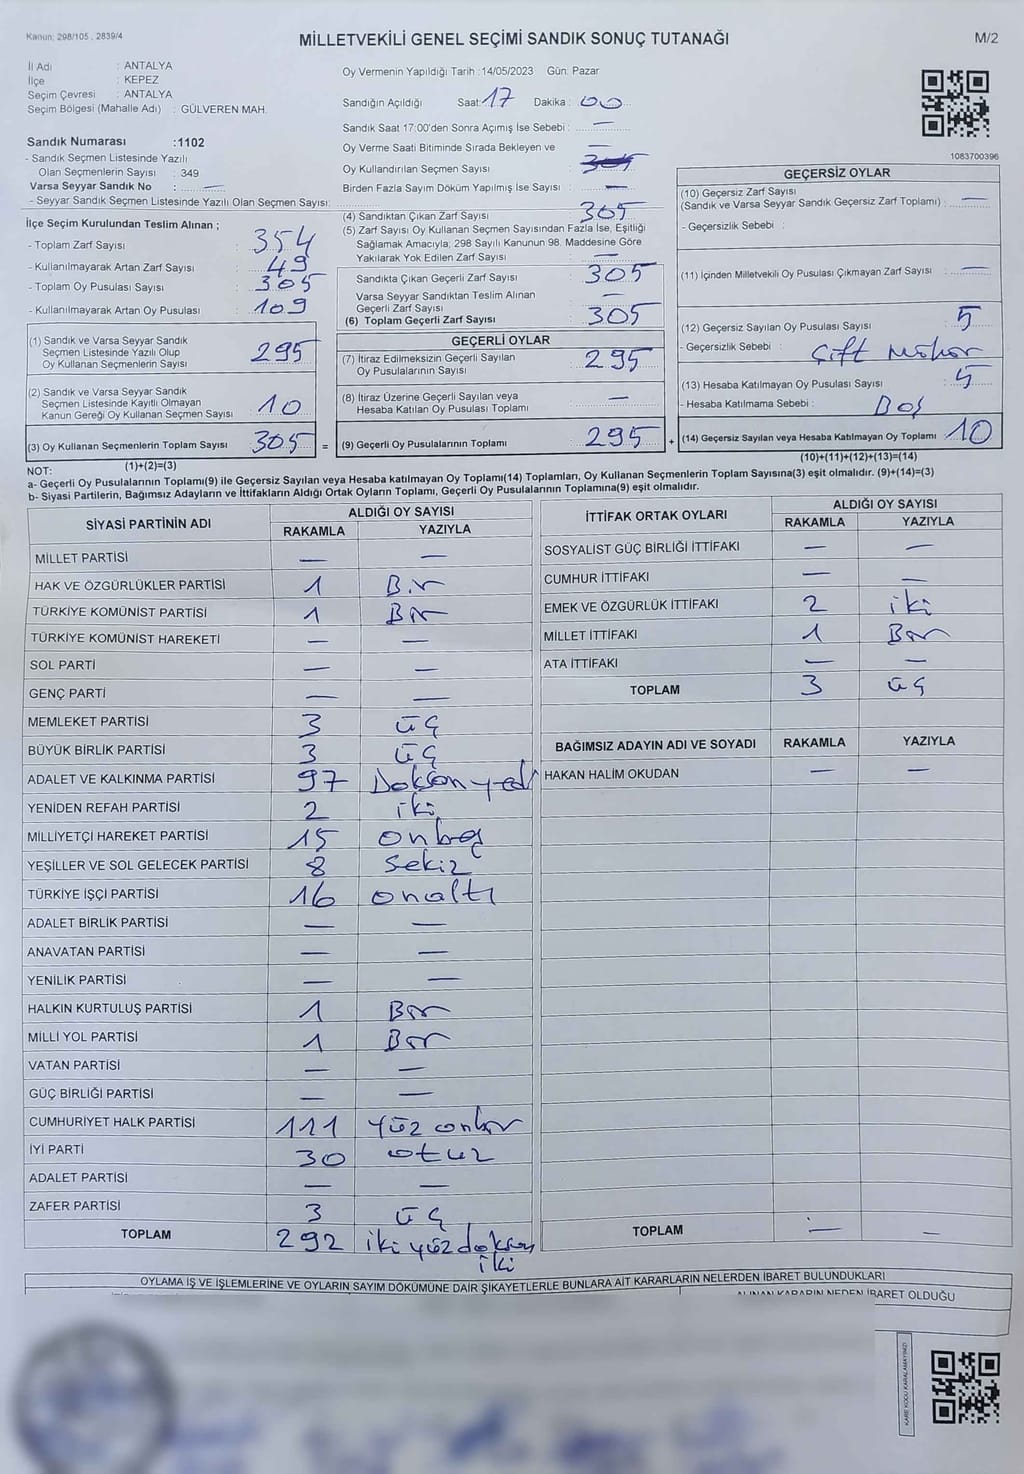 Kanun: 298/105 , 2839/4
MİLLETVEKİLİ GENEL SEÇİMİ SANDIK SONUÇ TUTANAĞI
M/2
İl Adı : ANTALYA
İlçe : KEPEZ
Seçim Çevresi : ANTALYA
Seçim Bölgesi (Mahalle Adı) : GÜLVEREN MAH.
Sandık Numarası :1102
- Sandık Seçmen Listesinde Yazılı
Olan Seçmenlerin Sayısı : 349
Varsa Seyyar Sandık No : —
- Seyyar Sandık Seçmen Listesinde Yazılı Olan Seçmen Sayısı:
Oy Vermenin Yapıldığı Tarih :14/05/2023 Gün: Pazar
Sandığın Açıldığı Saat: 17 Dakika : 00
Sandık Saat 17:00'den Sonra Açımış İse Sebebi : —
Oy Verme Saati Bitiminde Sırada Bekleyen ve
Oy Kullandırılan Seçmen Sayısı : —
Birden Fazla Sayım Döküm Yapılmış İse Sayısı : —
1083700396
İlçe Seçim Kurulundan Teslim Alınan ;
- Toplam Zarf Sayısı : 354
- Kullanılmayarak Artan Zarf Sayısı : 49
- Toplam Oy Pusulası Sayısı : 305
- Kullanılmayarak Artan Oy Pusulası : 109
(1) Sandık ve Varsa Seyyar Sandık
Seçmen Listesinde Yazılı Olup
Oy Kullanan Seçmenlerin Sayısı : 295
(2) Sandık ve Varsa Seyyar Sandık
Seçmen Listesinde Kayıtlı Olmayan
Kanun Gereği Oy Kullanan Seçmen Sayısı : 10
(3) Oy Kullanan Seçmenlerin Toplam Sayısı 305 =
(1)+(2)=(3)
(4) Sandıktan Çıkan Zarf Sayısı : 305
(5) Zarf Sayısı Oy Kullanan Seçmen Sayısından Fazla İse, Eşitliği
Sağlamak Amacıyla, 298 Sayılı Kanunun 98. Maddesine Göre
Yakılarak Yok Edilen Zarf Sayısı : —
Sandıkta Çıkan Geçerli Zarf Sayısı : 305
Varsa Seyyar Sandıktan Teslim Alınan
Geçerli Zarf Sayısı : —
(6) Toplam Geçerli Zarf Sayısı : 305
GEÇERLİ OYLAR
(7) İtiraz Edilmeksizin Geçerli Sayılan
Oy Pusulalarının Sayısı : 295
(8) İtiraz Üzerine Geçerli Sayılan veya
Hesaba Katılan Oy Pusulası Toplamı : —
(9) Geçerli Oy Pusulalarının Toplamı : 295 +
GEÇERSİZ OYLAR
(10) Geçersiz Zarf Sayısı
(Sandık ve Varsa Seyyar Sandık Geçersiz Zarf Toplamı) : —
- Geçersizlik Sebebi :
(11) İçinden Milletvekili Oy Pusulası Çıkmayan Zarf Sayısı : —
(12) Geçersiz Sayılan Oy Pusulası Sayısı : 5
- Geçersizlik Sebebi : Çift mühür
(13) Hesaba Katılmayan Oy Pusulası Sayısı : 5
- Hesaba Katılmama Sebebi : Boş
(14) Geçersiz Sayılan veya Hesaba Katılmayan Oy Toplamı 10
(10)+(11)+(12)+(13)=(14)
NOT:
a- Geçerli Oy Pusulalarının Toplamı(9) ile Geçersiz Sayılan veya Hesaba katılmayan Oy Toplamı(14) Toplamları, Oy Kullanan Seçmenlerin Toplam Sayısına(3) eşit olmalıdır. (9)+(14)=(3)
b- Siyasi Partilerin, Bağımsız Adayların ve İttifakların Aldığı Ortak Oyların Toplamı, Geçerli Oy Pusulalarının Toplamına(9) eşit olmalıdır.
SİYASİ PARTİNİN ADI ALDIĞI OY SAYISI
RAKAMLA YAZIYLA
MİLLET PARTİSİ — —
HAK VE ÖZGÜRLÜKLER PARTİSİ 1 Bir
TÜRKİYE KOMÜNİST PARTİSİ 1 Bir
TÜRKİYE KOMÜNİST HAREKETİ — —
SOL PARTİ — —
GENÇ PARTİ — —
MEMLEKET PARTİSİ 3 üç
BÜYÜK BİRLİK PARTİSİ 3 üç
ADALET VE KALKINMA PARTİSİ 97 Doksan yedi
YENİDEN REFAH PARTİSİ 2 iki
MİLLİYETÇİ HAREKET PARTİSİ 15 onbeş
YEŞİLLER VE SOL GELECEK PARTİSİ 8 sekiz
TÜRKİYE İŞÇİ PARTİSİ 16 onaltı
ADALET BİRLİK PARTİSİ — —
ANAVATAN PARTİSİ — —
YENİLİK PARTİSİ — —
HALKIN KURTULUŞ PARTİSİ 1 Bir
MİLLİ YOL PARTİSİ 1 Bir
VATAN PARTİSİ — —
GÜÇ BİRLİĞİ PARTİSİ — —
CUMHURİYET HALK PARTİSİ 111 yüz onbir
İYİ PARTİ 30 otuz
ADALET PARTİSİ — —
ZAFER PARTİSİ 3 üç
TOPLAM 292 iki yüz doksan
iki
İTTİFAK ORTAK OYLARI ALDIĞI OY SAYISI
RAKAMLA YAZIYLA
SOSYALİST GÜÇ BİRLİĞİ İTTİFAKI — —
CUMHUR İTTİFAKI — —
EMEK VE ÖZGÜRLÜK İTTİFAKI 2 iki
MİLLET İTTİFAKI 1 Bir
ATA İTTİFAKI — —
TOPLAM 3 üç
BAĞIMSIZ ADAYIN ADI VE SOYADI RAKAMLA YAZIYLA
HAKAN HALİM OKUDAN — —
TOPLAM — —
OYLAMA İŞ VE İŞLEMLERİNE VE OYLARIN SAYIM DÖKÜMÜNE DAİR ŞİKAYETLERLE BUNLARA AİT KARARLARIN NELERDEN İBARET BULUNDUKLARI
ALINAN KARARIN NEDEN İBARET OLDUĞU
KARE KODU KARALAMAYINIZ!